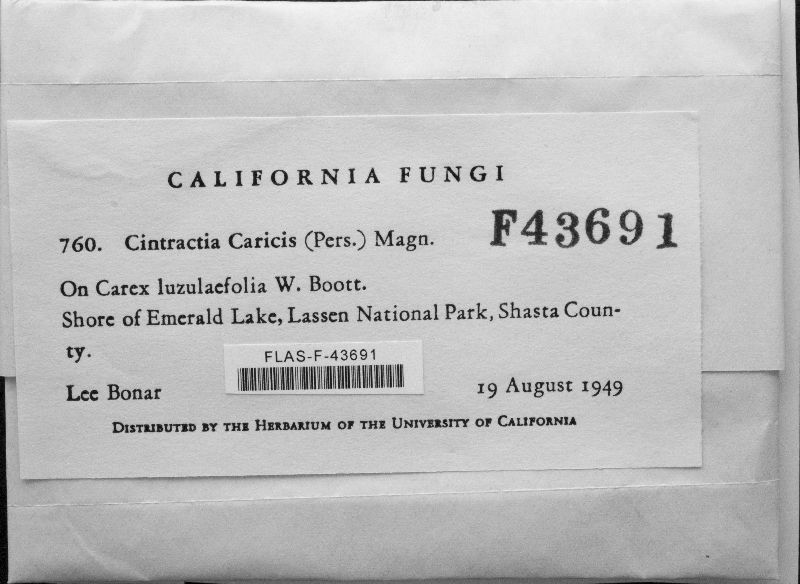 CALIFORNIA FUNGI
F43691
760. Cintractia Caricis (Pers.) Magn.
On Carex luzulaefolia W. Boott.
Shore of Emerald Lake, Lassen National Park, Shasta Coun-
ty.
FLAS-F-43691
Lee Bonar
19 August 1949
Distributed by the Herbarium of the University of California